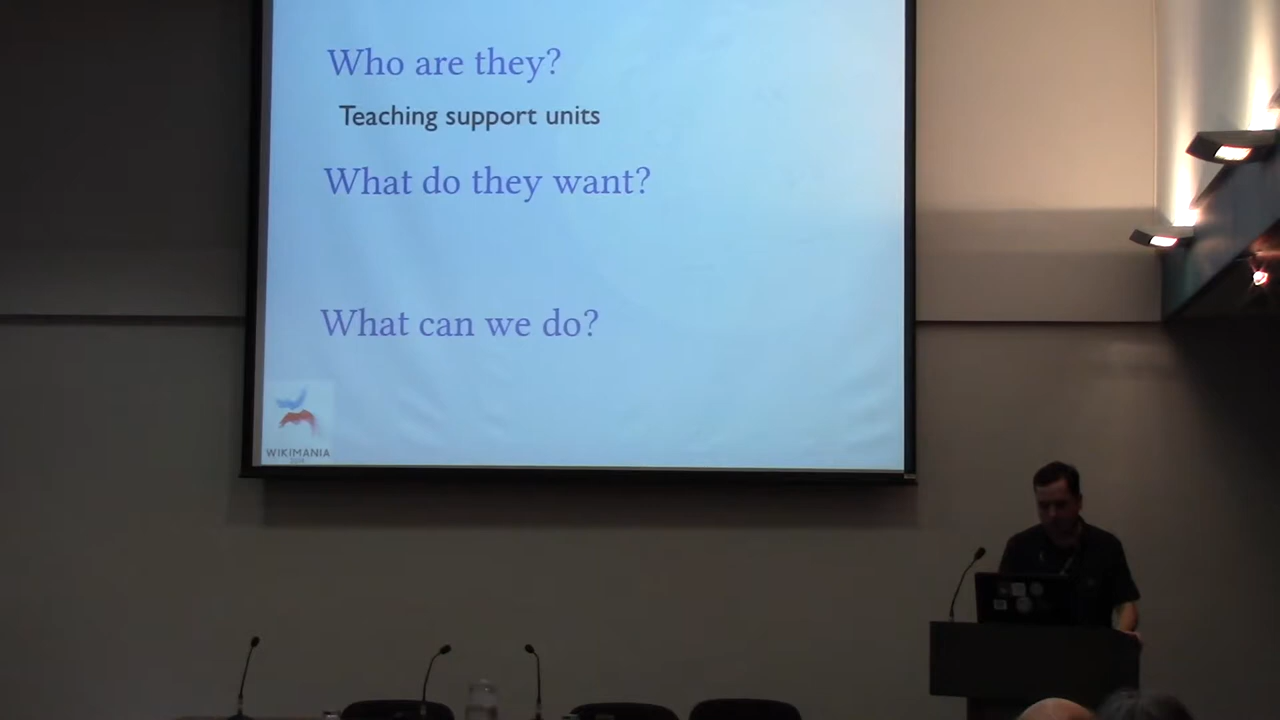 Who are they?
Teaching support units
What do they want?
What can we do?
WIKIMANIA